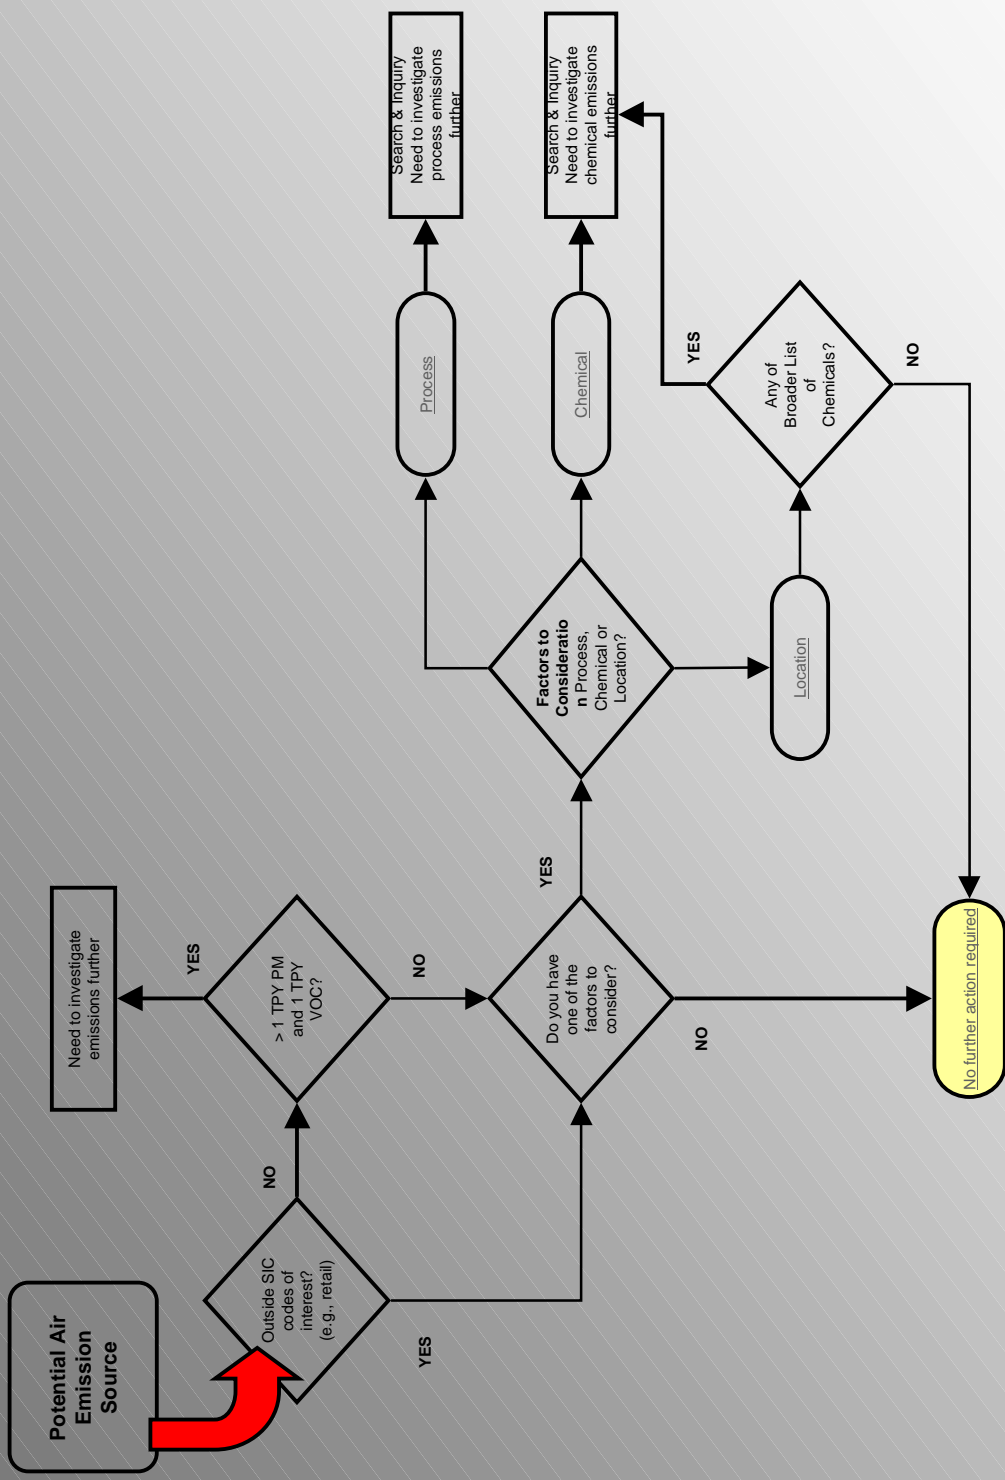 Potential Air
Emission
Source
Outside SIC
codes of
interest?
(e.g., retail)
NO
YES
> 1 TPY PM
and 1 TPY
VOC?
YES
NO
Need to investigate
emissions further
Do you have
one of the
factors to
consider?
YES
NO
Factors to
Consideratio
n Process,
Chemical or
Location?
Process
Chemical
Location
Search & Inquiry
Need to investigate
process emissions
further
Search & Inquiry
Need to investigate
chemical emissions
further
Any of
Broader List
of
Chemicals?
YES
NO
No further action required